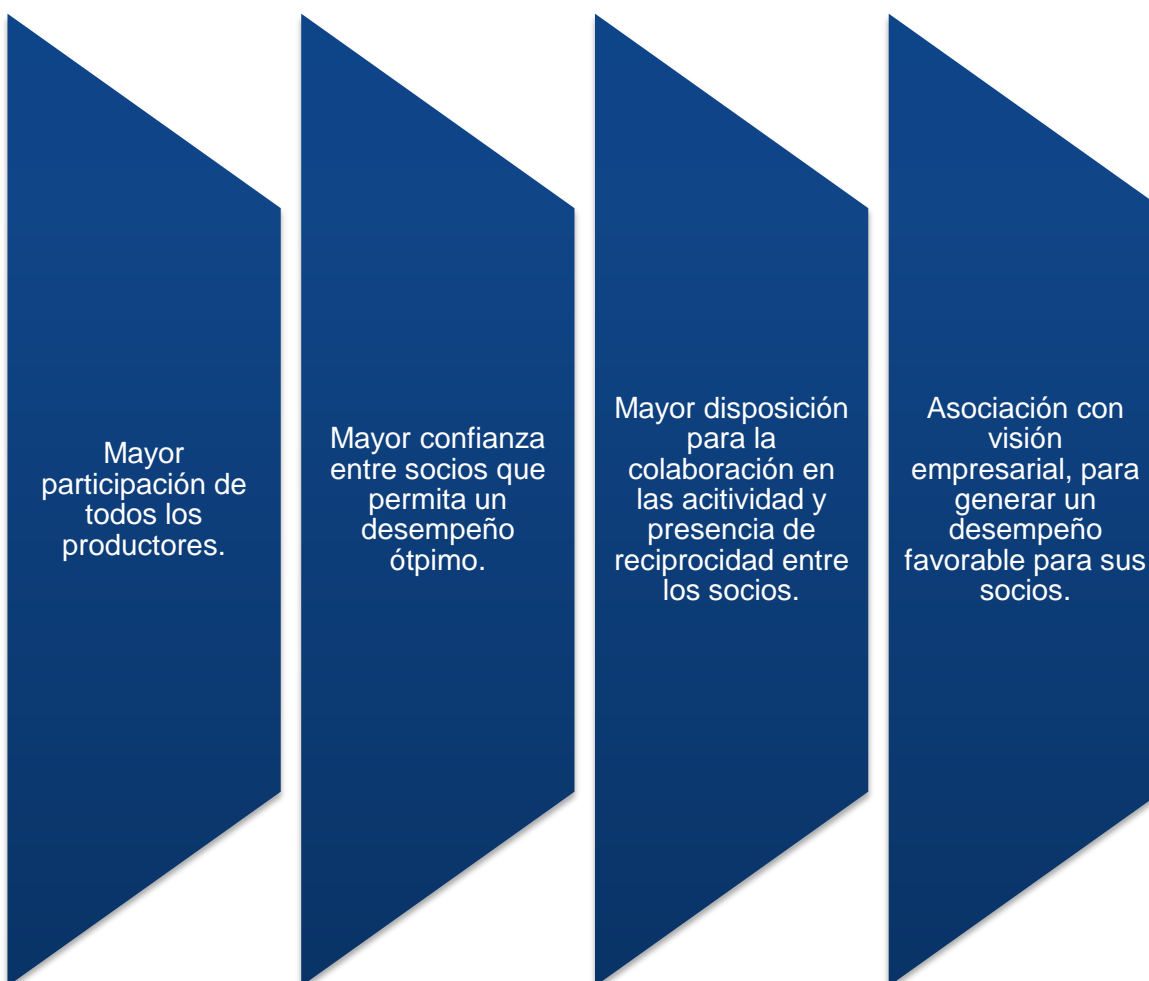 Mayor
participación de
todos los
productores.
Mayor confianza
entre socios que
permita un
desempeño
ótpimo.
Mayor disposición
para la
colaboración en
las acitividad y
presencia de
reciprocidad entre
los socios.
Asociación con
visión
empresarial, para
generar un
desempeño
favorable para sus
socios.